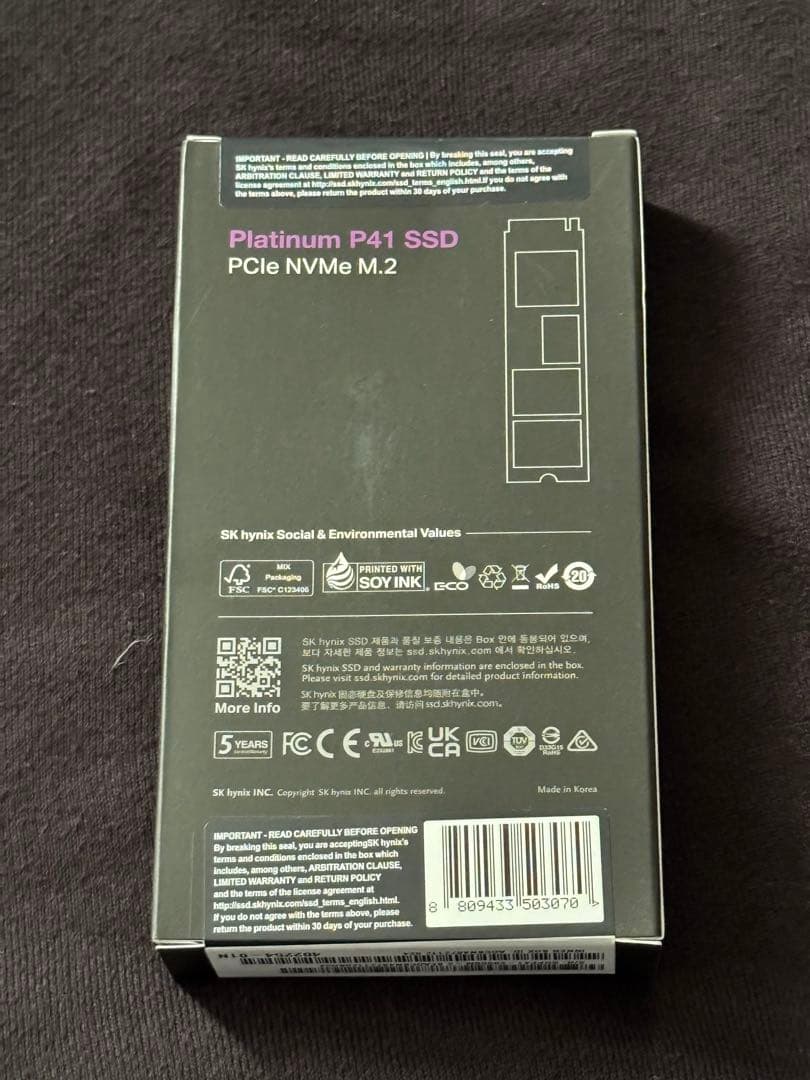 IMPORTANT - READ CAREFULLY BEFORE OPENING | By breaking this seal, you are accepting
SK hynix's terms and conditions enclosed in the box which includes, among others,
ARBITRATION CLAUSE, LIMITED WARRANTY and RETURN POLICY and the terms of the
license agreement at http://ssd.skhynix.com/ssd_terms_english.html.If you do not agree with
the terms above, please return the product within 30 days of your purchase.
Platinum P41 SSD
PCIe NVMe M.2
SK hynix Social & Environmental Values
FSC
MIX
Packaging
FSC® C123406
PRINTED WITH
SOY INK
ECO
RoHS
20
SK hynix SSD 제품과 품질 보증 내용은 Box 안에 동봉되어 있으며,
보다 자세한 제품 정보는 ssd.skhynix.com 에서 확인하십시오.
SK hynix SSD and warranty information are enclosed in the box.
Please visit ssd.skhynix.com for detailed product information.
SK hynix 固态硬盘及保修信息均随附在盒中。
要了解更多产品信息，请访问 ssd.skhynix.com。
More Info
5 YEARS
Limited Warranty
FC CE c UL us
UK
CA
VCI
TÜV
D33G15
RoHS
SK hynix INC. Copyright SK hynix INC. all rights reserved.
Made in Korea
IMPORTANT - READ CAREFULLY BEFORE OPENING
By breaking this seal, you are acceptingSK hynix's
terms and conditions enclosed in the box which
includes, among others, ARBITRATION CLAUSE,
LIMITED WARRANTY and RETURN POLICY
and the terms of the license agreement at
http://ssd.skhynix.com/ssd_terms_english.html.
If you do not agree with the terms above, please
return the product within 30 days of your purchase.
8 809433 503070 >